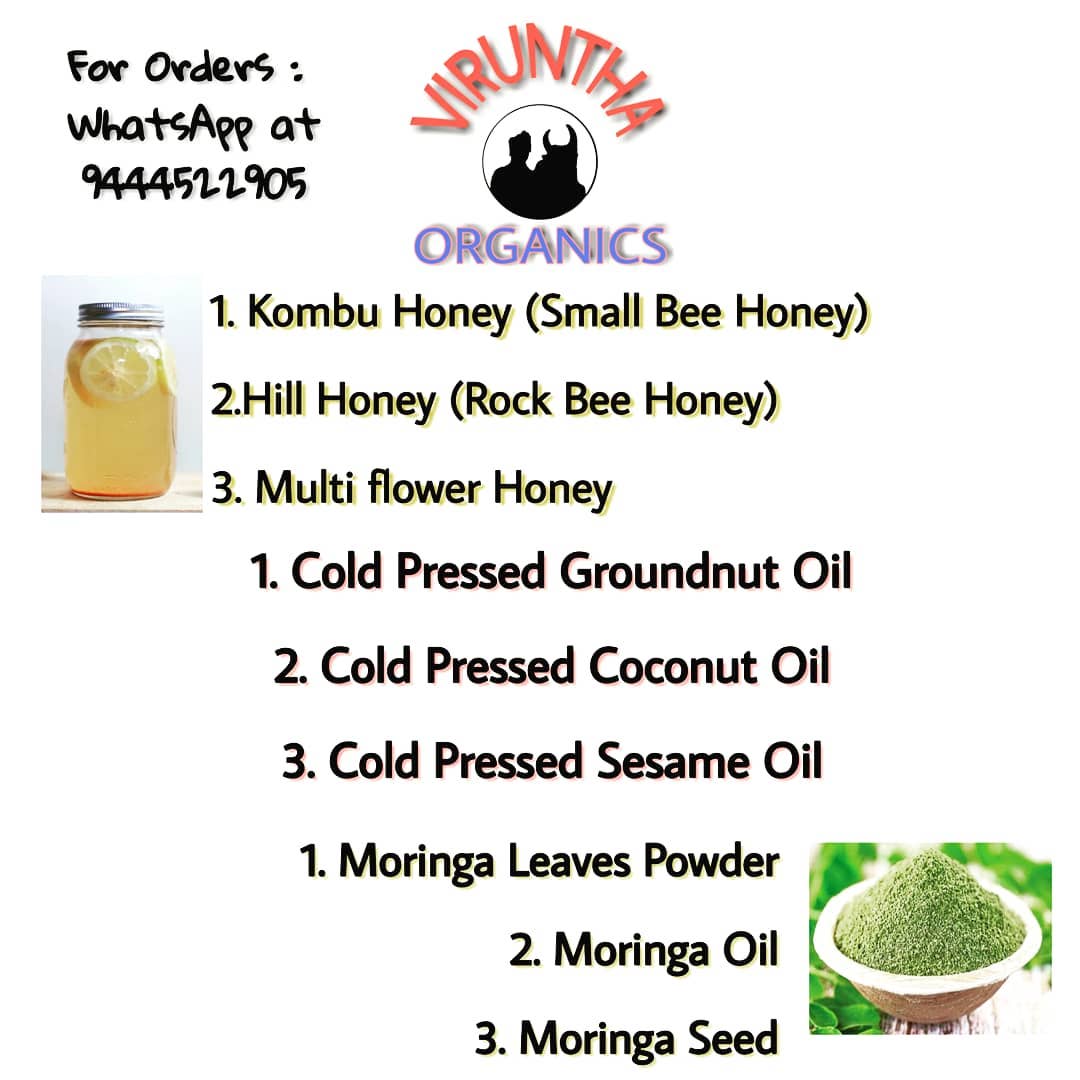 For Orders :
WhatsApp at
9444522905
VIRUNTHA
ORGANICS
1. Kombu Honey (Small Bee Honey)
2.Hill Honey (Rock Bee Honey)
3. Multi flower Honey
1. Cold Pressed Groundnut Oil
2. Cold Pressed Coconut Oil
3. Cold Pressed Sesame Oil
1. Moringa Leaves Powder
2. Moringa Oil
3. Moringa Seed